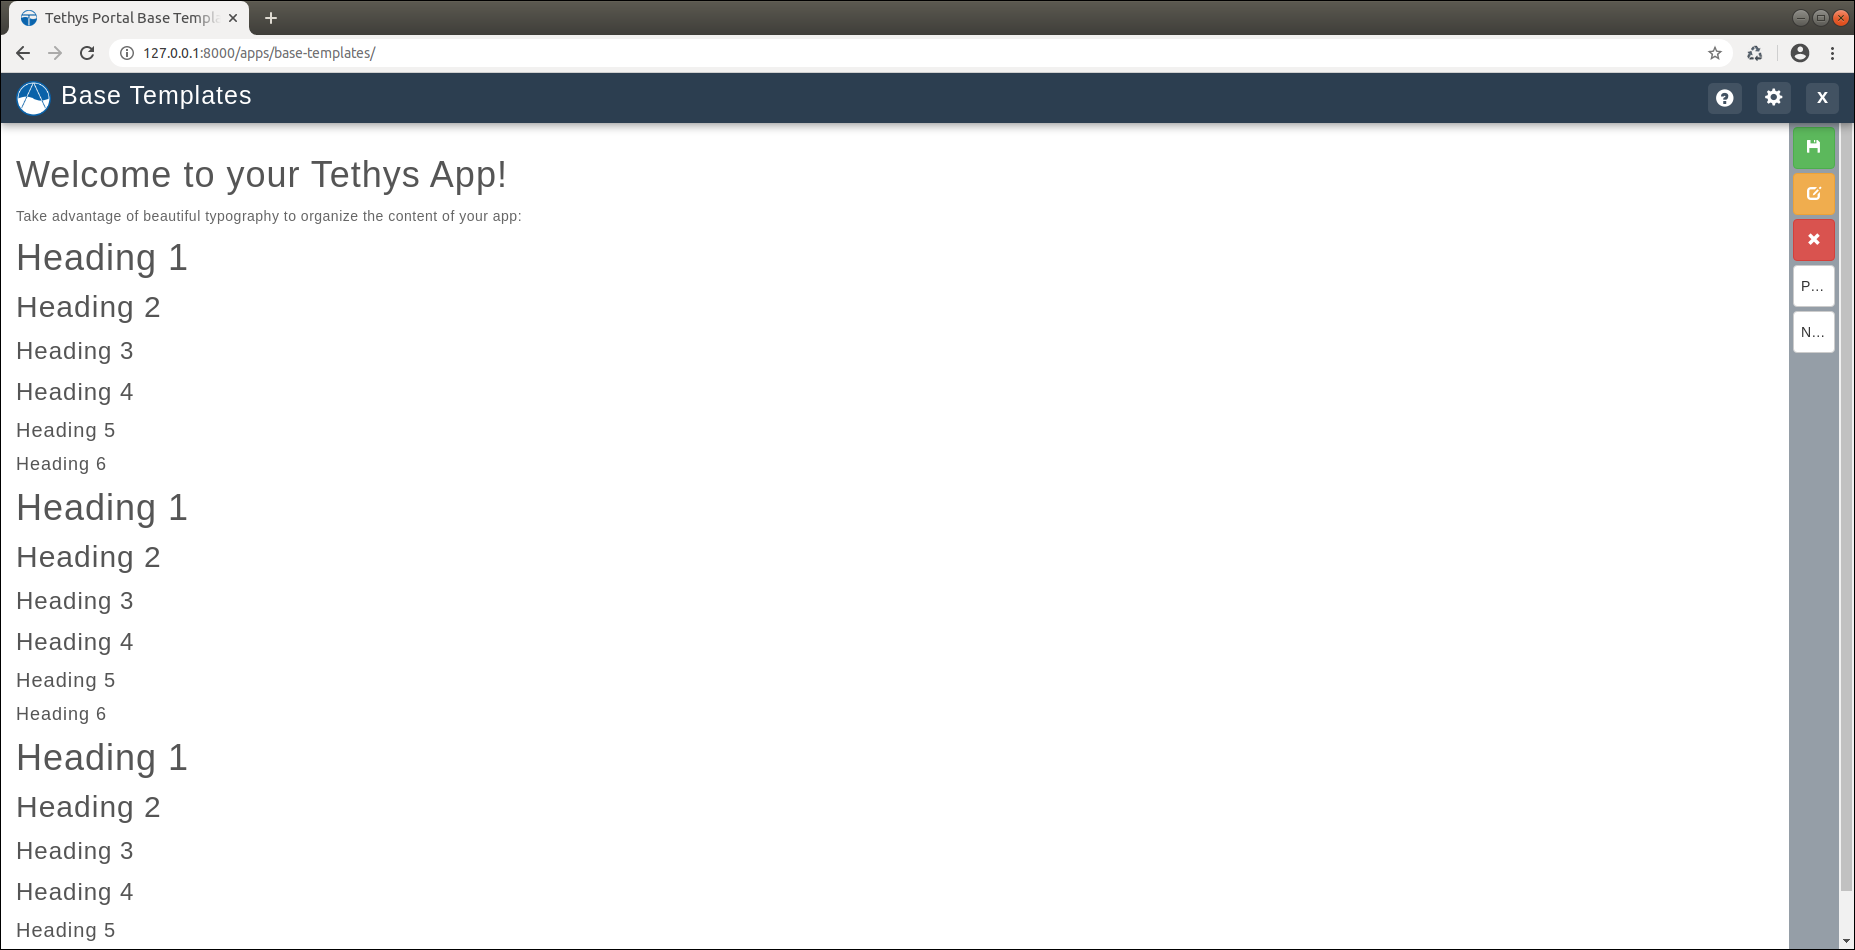 Tethys Portal Base Templa
127.0.0.1:8000/apps/base-templates/
Base Templates
X
Welcome to your Tethys App!
Take advantage of beautiful typography to organize the content of your app:
Heading 1
Heading 2
Heading 3
Heading 4
Heading 5
Heading 6
Heading 1
Heading 2
Heading 3
Heading 4
Heading 5
Heading 6
Heading 1
Heading 2
Heading 3
Heading 4
Heading 5
P...
N...